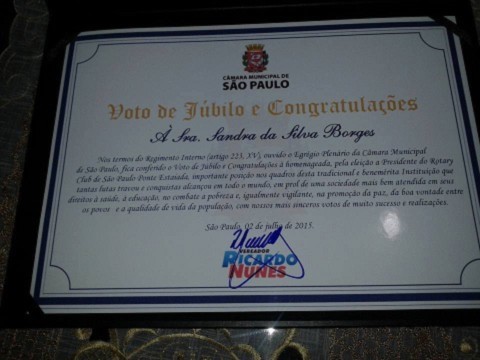 CÂMARA MUNICIPAL DE
SÃO PAULO
Voto de Júbilo e Congratulações
À Sra. Sandra da Silva Borges
Nos termos do Regimento Interno (artigo 223, XV), ouvido o Egrégio Plenário da Câmara Municipal
de São Paulo, fica conferido o Voto de Júbilo e Congratulações à homenageada, pela eleição a Presidente do Rotary
Club de São Paulo Ponte Estaiada, importante posição nos quadros desta tradicional e benemérita Instituição que
tantas lutas travou e conquistas alcançou em todo o mundo, em prol de uma sociedade mais bem atendida em seus
direitos à saúde, à educação, no combate a pobreza e, igualmente vigilante, na promoção da paz, da boa vontade entre
os povos e a qualidade de vida da população, com nossos mais sinceros votos de muito sucesso e realizações.
São Paulo, 02 de julho de 2015.
VEREADOR
RICARDO
NUNES